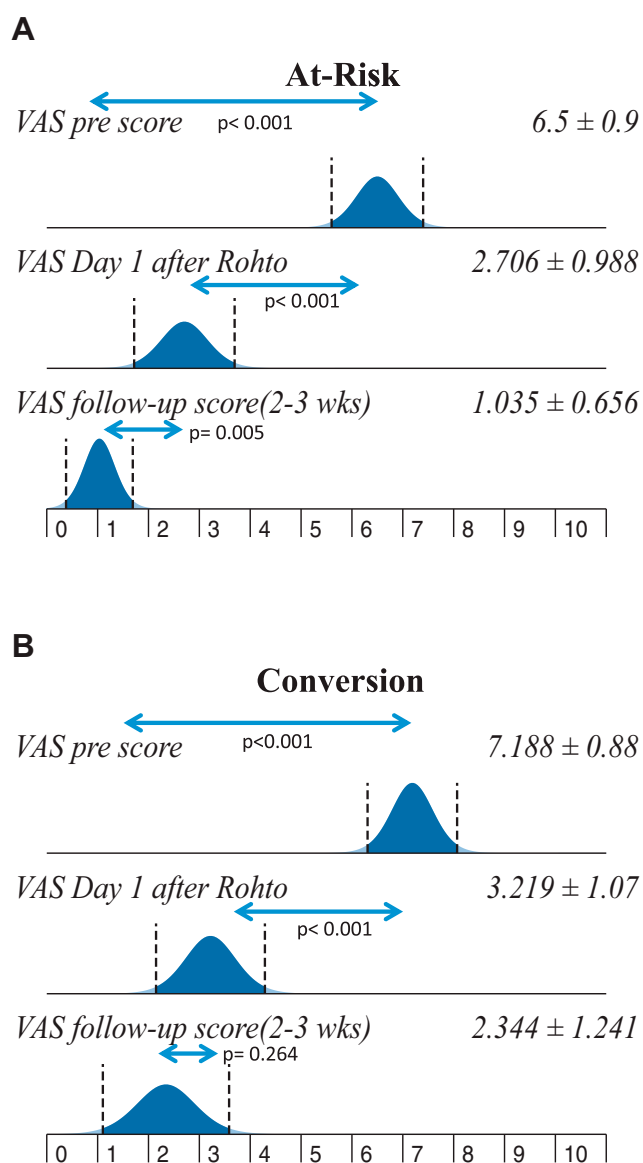 A
At-Risk
p< 0.001
VAS pre score 6.5 ± 0.9
VAS Day 1 after Rohto 2.706 ± 0.988
p< 0.001
VAS follow-up score(2-3 wks) 1.035 ± 0.656
p= 0.005
0 1 2 3 4 5 6 7 8 9 10
B
Conversion
p<0.001
VAS pre score 7.188 ± 0.88
VAS Day 1 after Rohto 3.219 ± 1.07
p< 0.001
VAS follow-up score(2-3 wks) 2.344 ± 1.241
p= 0.264
0 1 2 3 4 5 6 7 8 9 10